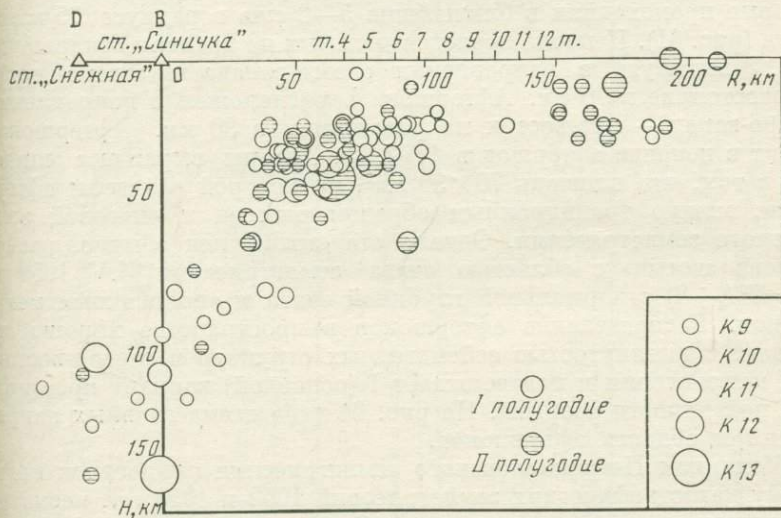 D B
ст. „Синичка" т.4 5 6 7 8 9 10 11 12 т.
ст. „Снежная" 0 50 100 150 200 R, км
50
100
150
H, км
I полугодие
II полугодие
К 9
К 10
К 11
К 12
К 13